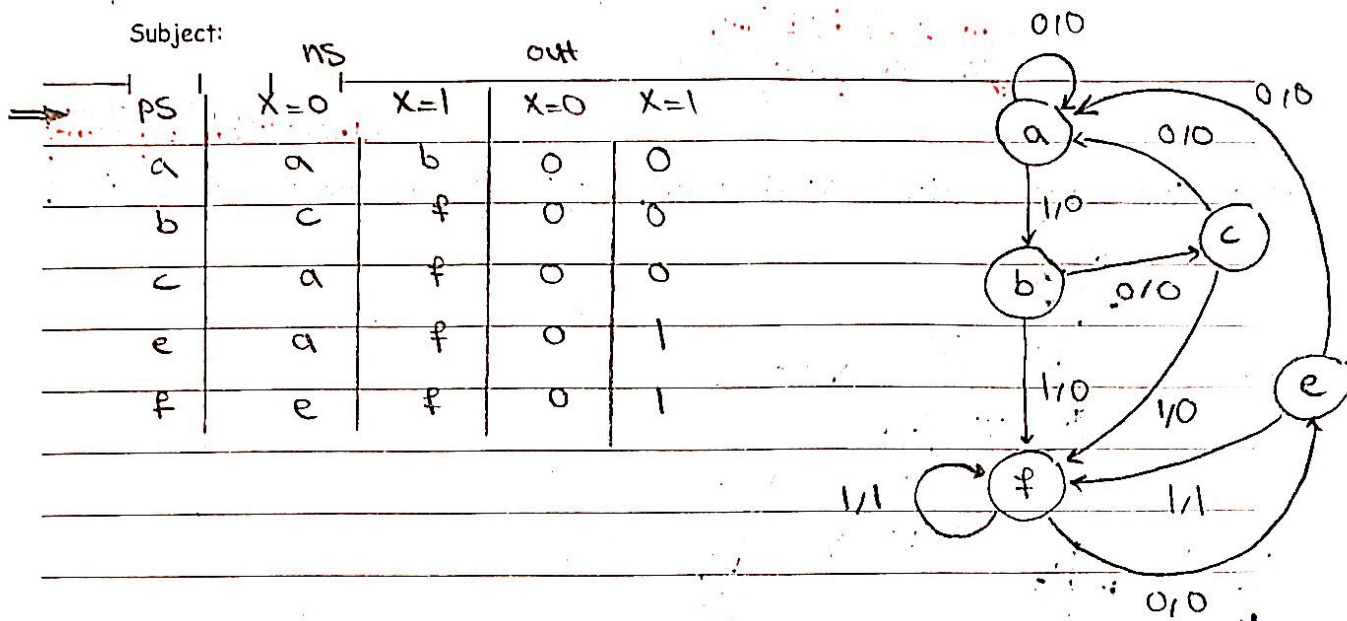 Subject:
ns out
PS X=0 X=1 X=0 X=1
a a b 0 0
b c f 0 0
c a f 0 0
e a f 0 1
f e f 0 1
0/0
0/0
a
0/0
1/0
c
b
0/0
e
1/0
1/0
f
1/1
1/1
0/0